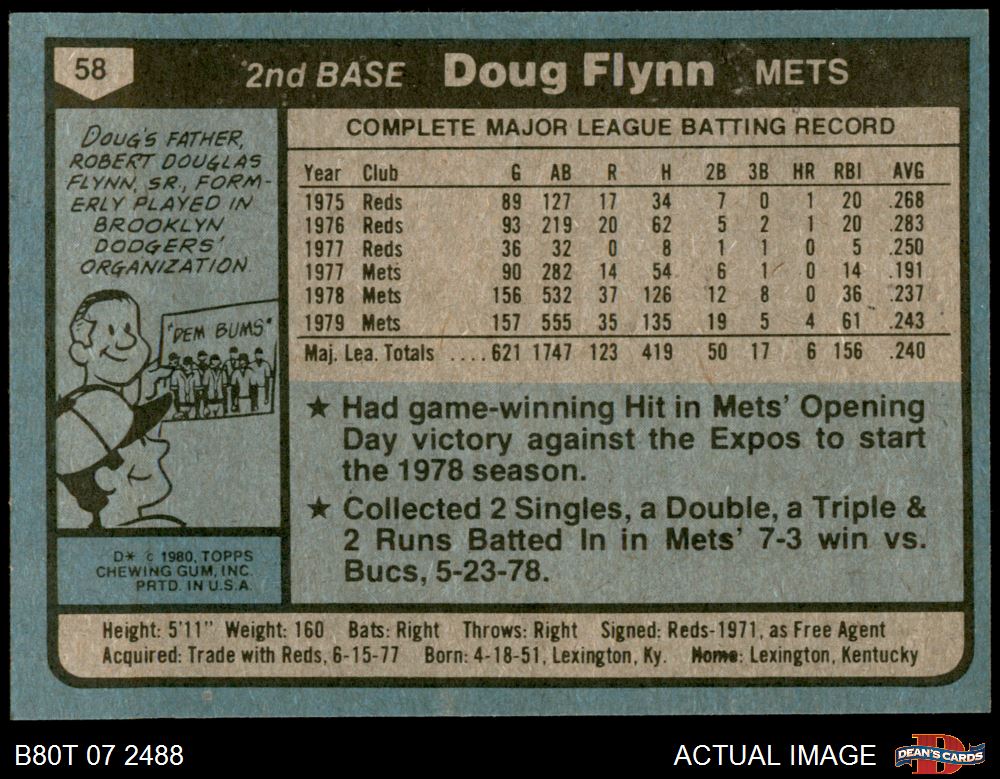 58
2nd BASE Doug Flynn METS
DOUG'S FATHER,
ROBERT DOUGLAS
FLYNN, SR., FORM-
ERLY PLAYED IN
BROOKLYN
DODGERS'
ORGANIZATION
"DEM BUMS"
D* © 1980, TOPPS
CHEWING GUM, INC.
PRTD. IN U.S.A.
COMPLETE MAJOR LEAGUE BATTING RECORD
Year Club G AB R H 2B 3B HR RBI AVG
1975 Reds 89 127 17 34 7 0 1 20 .268
1976 Reds 93 219 20 62 5 2 1 20 .283
1977 Reds 36 32 0 8 1 1 0 5 .250
1977 Mets 90 282 14 54 6 1 0 14 .191
1978 Mets 156 532 37 126 12 8 0 36 .237
1979 Mets 157 555 35 135 19 5 4 61 .243
Maj. Lea. Totals ....621 1747 123 419 50 17 6 156 .240
★ Had game-winning Hit in Mets' Opening
Day victory against the Expos to start
the 1978 season.
★ Collected 2 Singles, a Double, a Triple &
2 Runs Batted In in Mets' 7-3 win vs.
Bucs, 5-23-78.
Height: 5'11" Weight: 160 Bats: Right Throws: Right Signed: Reds-1971, as Free Agent
Acquired: Trade with Reds, 6-15-77 Born: 4-18-51, Lexington, Ky. Home: Lexington, Kentucky
B80T 07 2488
ACTUAL IMAGE
D
DEAN'S CARDS